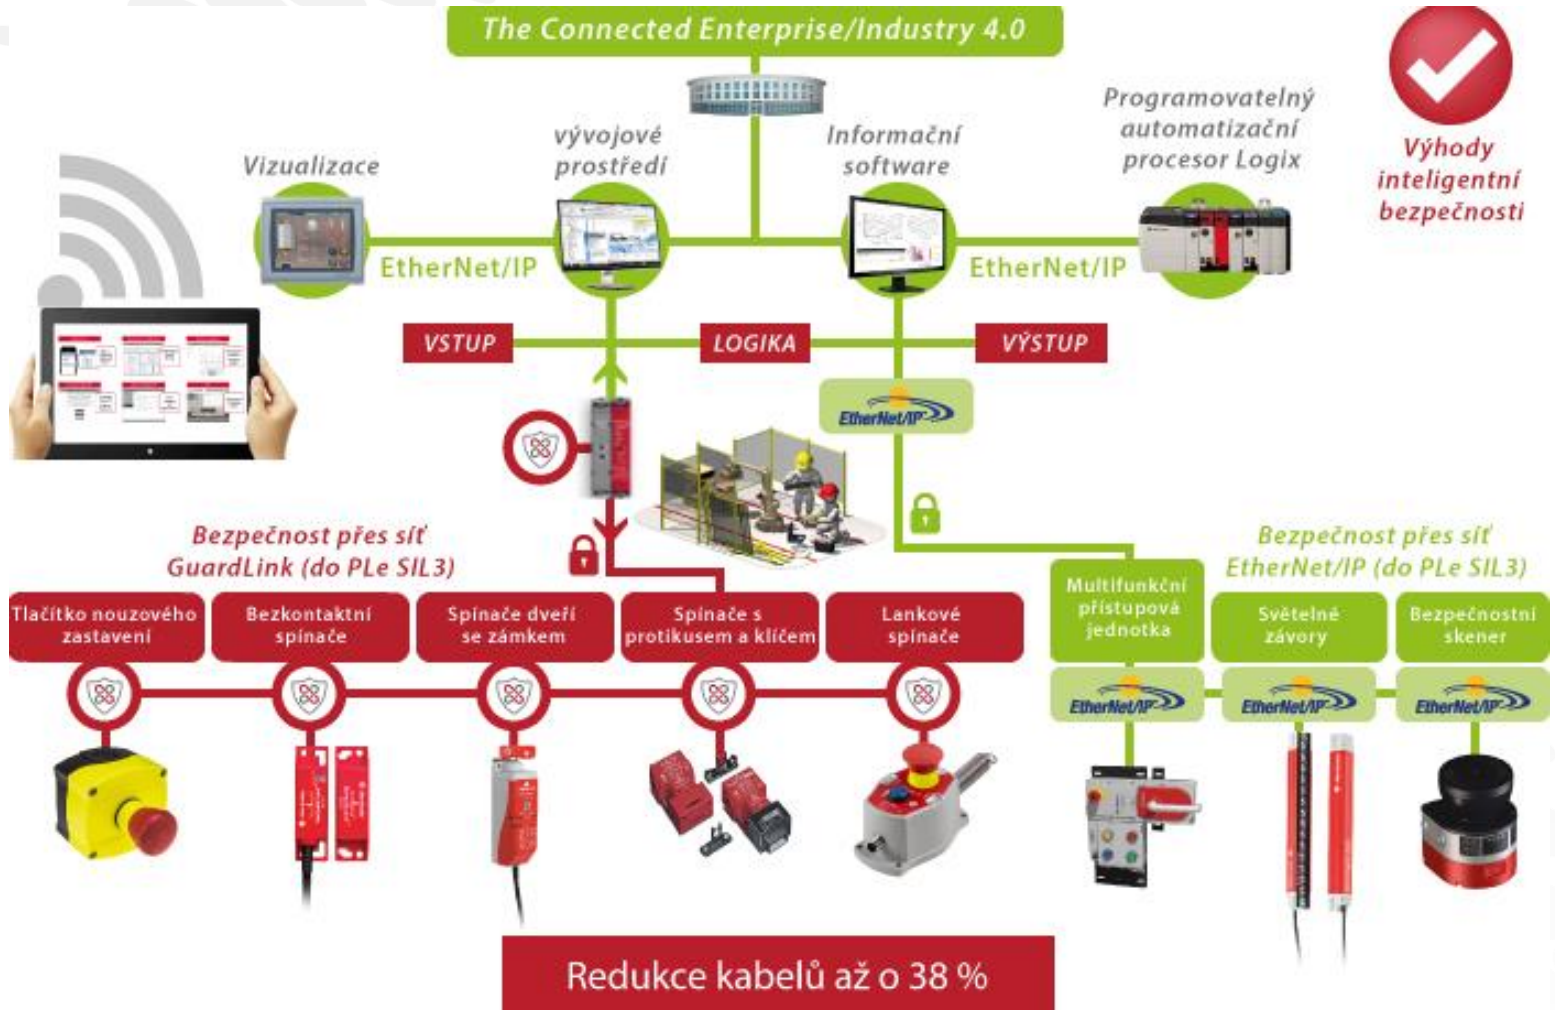 The Connected Enterprise/Industry 4.0
Vizualizace
vývojové
prostředí
Informační
software
Programovatelný
automatizační
procesor Logix
Výhody
inteligentní
bezpečnosti
EtherNet/IP
EtherNet/IP
VSTUP
LOGIKA
VÝSTUP
EtherNet/IP
Bezpečnost přes síť
GuardLink (do PLe SIL3)
Bezpečnost přes síť
EtherNet/IP (do PLe SIL3)
Tlačítko nouzového
zastavení
Bezkontaktní
spínače
Spínače dveří
se zámkem
Spínače s
protikusem a klíčem
Lankové
spínače
Multifunkční
přístupová
jednotka
Světelné
závory
Bezpečnostní
skener
EtherNet/IP
EtherNet/IP
EtherNet/IP
Redukce kabelů až o 38 %